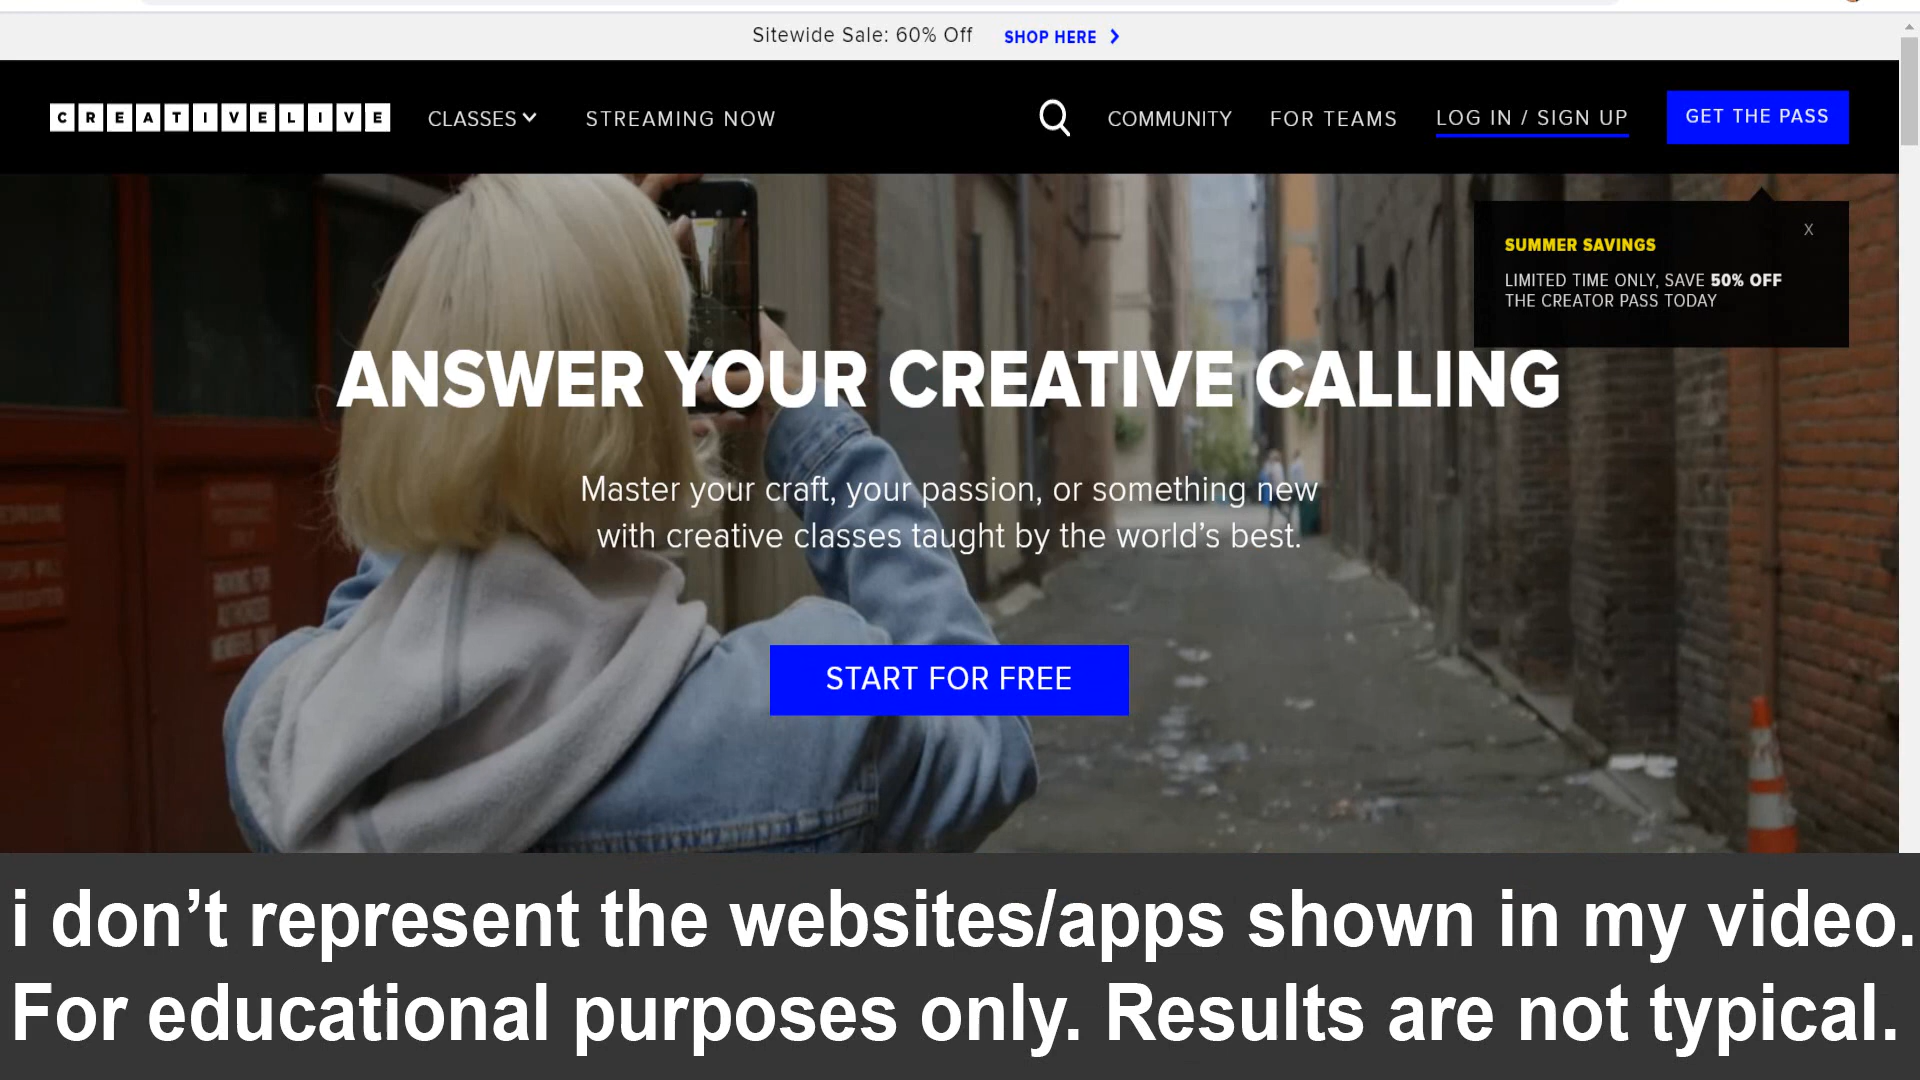 Sitewide Sale: 60% Off SHOP HERE
CREATIVELIVE CLASSES STREAMING NOW COMMUNITY FOR TEAMS LOG IN / SIGN UP GET THE PASS
X
SUMMER SAVINGS
LIMITED TIME ONLY, SAVE 50% OFF
THE CREATOR PASS TODAY
ANSWER YOUR CREATIVE CALLING
Master your craft, your passion, or something new
with creative classes taught by the world's best.
START FOR FREE
i don't represent the websites/apps shown in my video.
For educational purposes only. Results are not typical.